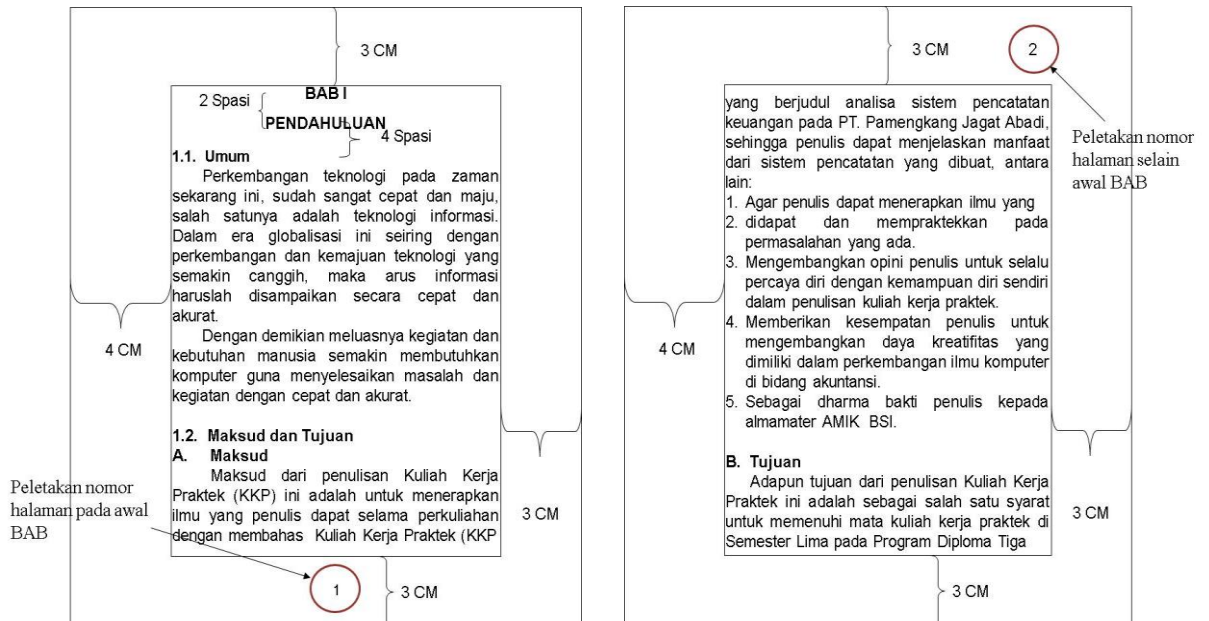 3 CM
2 Spasi
BAB I
PENDAHULUAN
4 Spasi
1.1. Umum
Perkembangan teknologi pada zaman
sekarang ini, sudah sangat cepat dan maju,
salah satunya adalah teknologi informasi.
Dalam era globalisasi ini seiring dengan
perkembangan dan kemajuan teknologi yang
semakin canggih, maka arus informasi
haruslah disampaikan secara cepat dan
akurat.
Dengan demikian meluasnya kegiatan dan
kebutuhan manusia semakin membutuhkan
komputer guna menyelesaikan masalah dan
kegiatan dengan cepat dan akurat.
4 CM
1.2. Maksud dan Tujuan
A. Maksud
Maksud dari penulisan Kuliah Kerja
Praktek (KKP) ini adalah untuk menerapkan
ilmu yang penulis dapat selama perkuliahan
dengan membahas Kuliah Kerja Praktek (KKP
3 CM
Peletakan nomor
halaman pada awal
BAB
1
3 CM
3 CM
2
yang berjudul analisa sistem pencatatan
keuangan pada PT. Pamengkang Jagat Abadi,
sehingga penulis dapat menjelaskan manfaat
dari sistem pencatatan yang dibuat, antara
lain:
1. Agar penulis dapat menerapkan ilmu yang
2. didapat dan mempraktekkan pada
permasalahan yang ada.
3. Mengembangkan opini penulis untuk selalu
percaya diri dengan kemampuan diri sendiri
dalam penulisan kuliah kerja praktek.
4. Memberikan kesempatan penulis untuk
mengembangkan daya kreatifitas yang
dimiliki dalam perkembangan ilmu komputer
di bidang akuntansi.
5. Sebagai dharma bakti penulis kepada
almamater AMIK BSI.
4 CM
Peletakan nomor
halaman selain
awal BAB
B. Tujuan
Adapun tujuan dari penulisan Kuliah Kerja
Praktek ini adalah sebagai salah satu syarat
untuk memenuhi mata kuliah kerja praktek di
Semester Lima pada Program Diploma Tiga
3 CM
3 CM